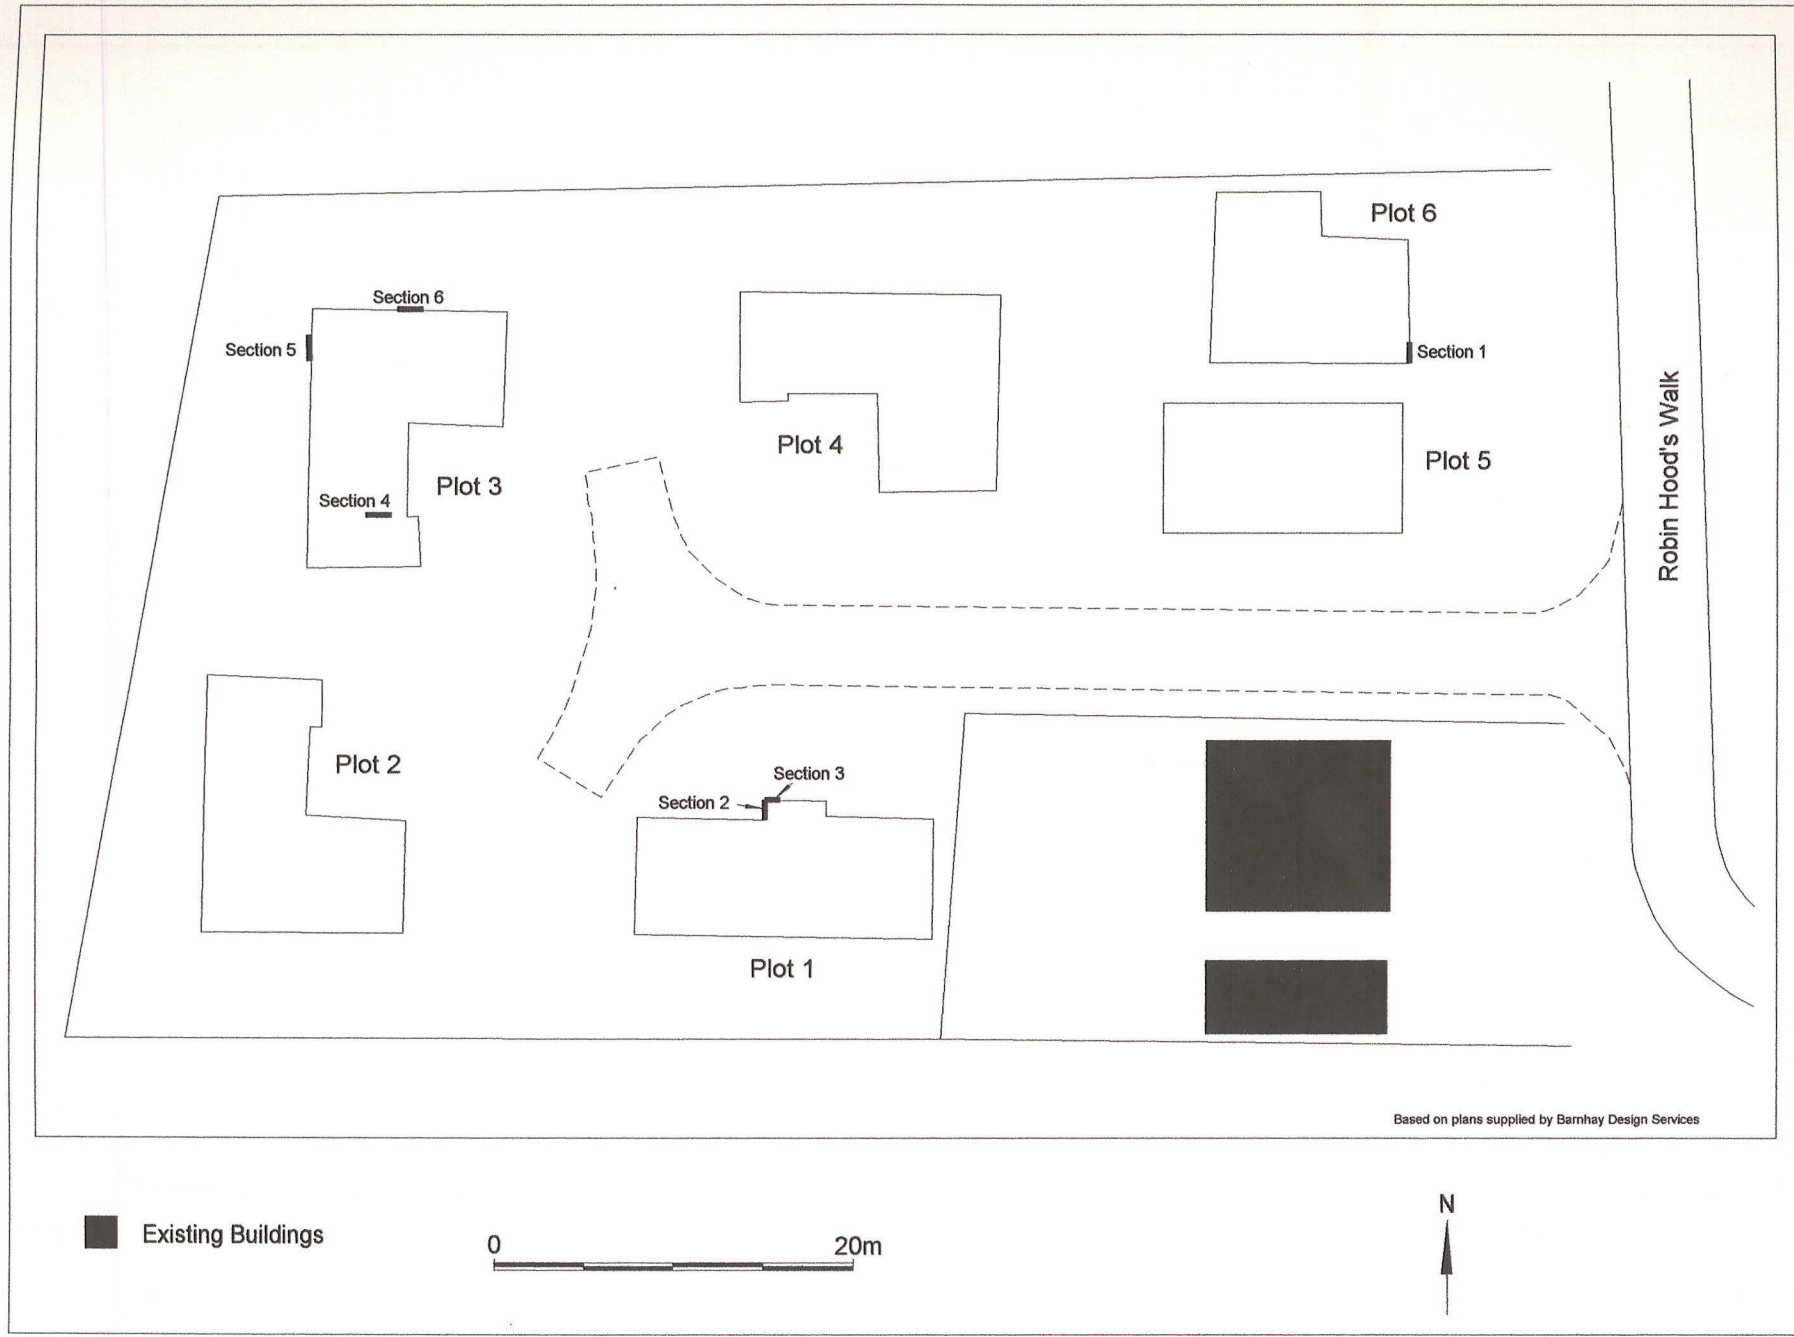 Plot 6
Section 6
Section 5
Section 1
Plot 4
Plot 5
Plot 3
Section 4
Robin Hood's Walk
Plot 2
Section 3
Section 2
Plot 1
Based on plans supplied by Barnhay Design Services
N
Existing Buildings
0 20m